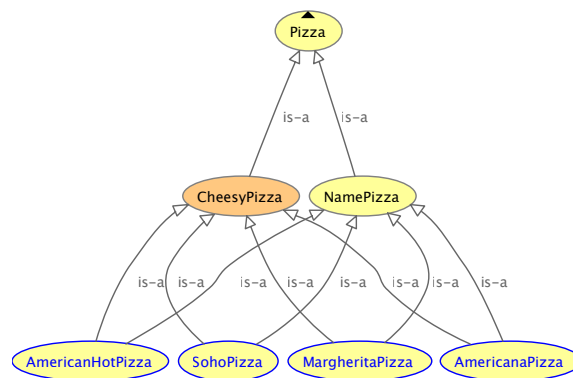 Pizza
is-a is-a
CheesyPizza NamePizza
is-a is-a is-a is-a is-a is-a is-a is-a
AmericanHotPizza SohoPizza MargheritaPizza AmericanaPizza